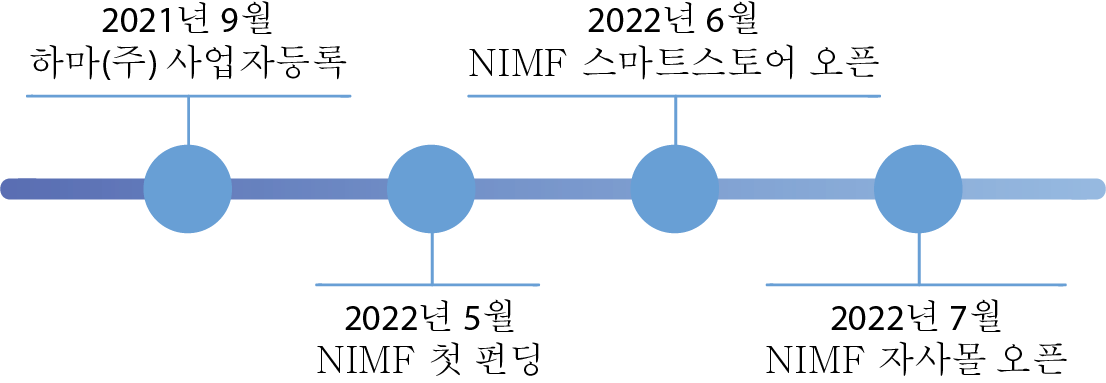 2021년 9월
하마(주) 사업자등록
2022년 5월
NIMF 첫 펀딩
2022년 6월
NIMF 스마트스토어 오픈
2022년 7월
NIMF 자사몰 오픈